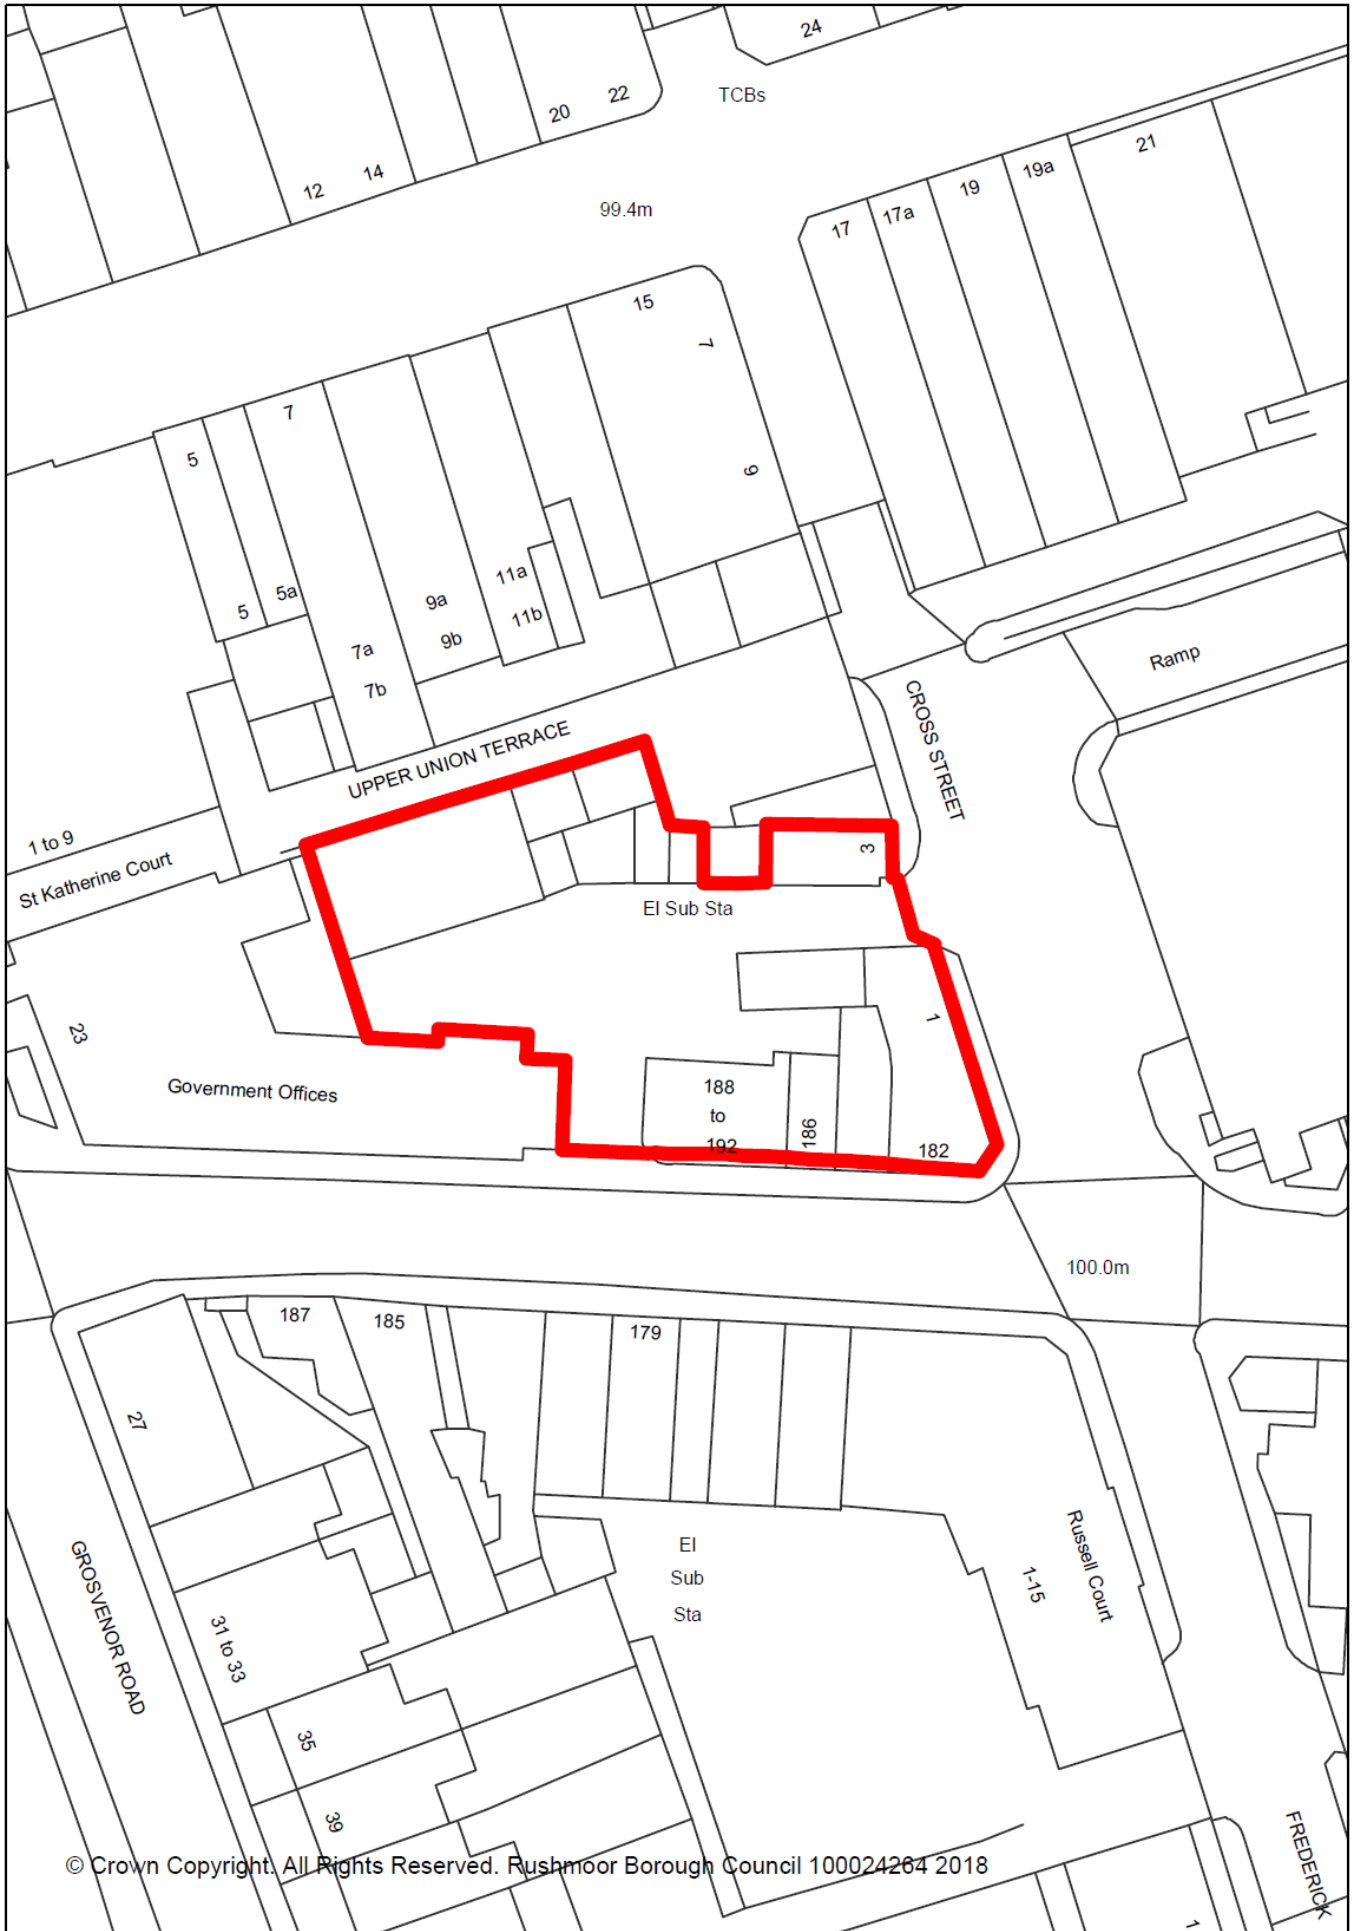 24
TCBs
20
22
12
14
99.4m
21
19a
19
17a
17
15
7
9
7
5
5
5a
7a
7b
9a
9b
11a
11b
Ramp
CROSS STREET
UPPER UNION TERRACE
1 to 9
St Katherine Court
3
El Sub Sta
1
23
Government Offices
188
to
192
186
182
100.0m
187
185
179
27
GROSVENOR ROAD
31 to 33
35
39
El
Sub
Sta
1-15
Russell Court
FREDERICK
1
© Crown Copyright. All Rights Reserved. Rushmoor Borough Council 100024264 2018